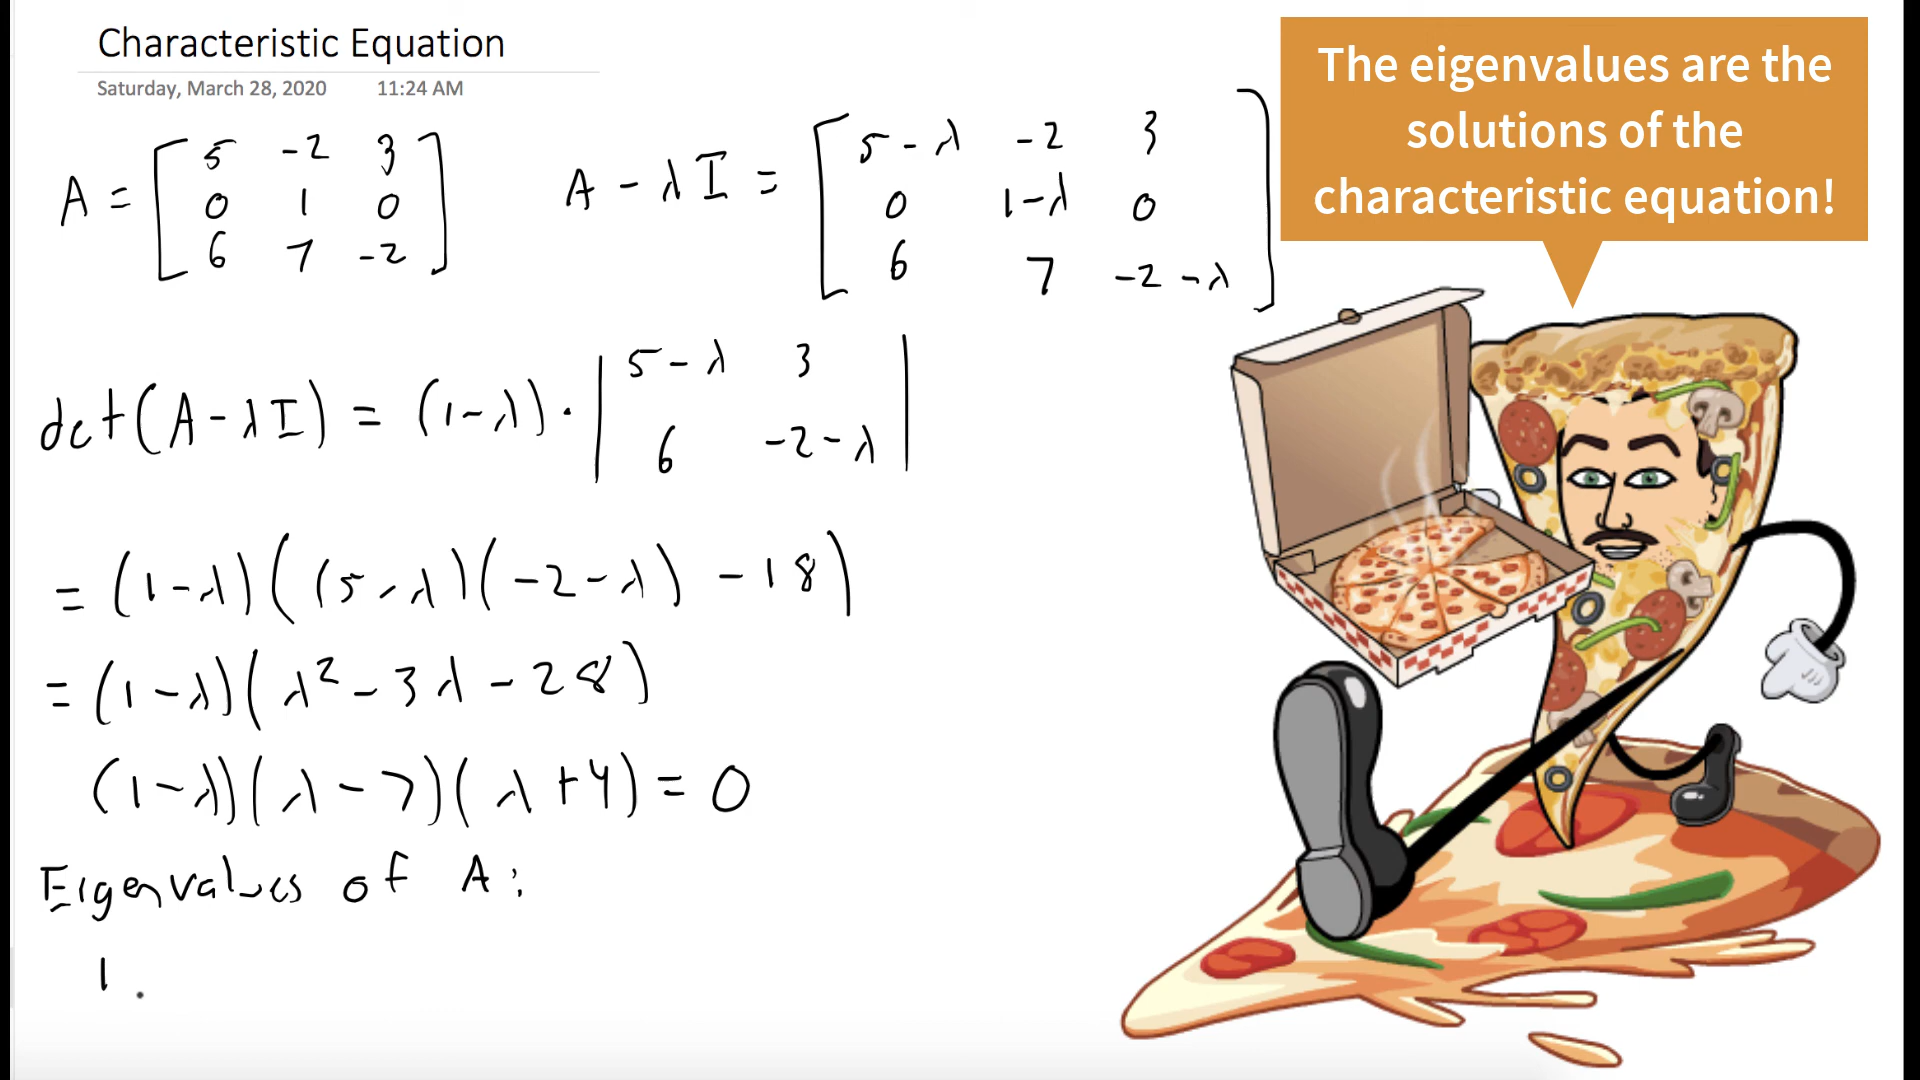 Characteristic Equation
Saturday, March 28, 2020 11:24 AM
The eigenvalues are the
solutions of the
characteristic equation!
A = [ 5 -2 3
0 1 0
6 7 -2 ]
A - λI = [ 5-λ -2 3
0 1-λ 0
6 7 -2-λ ]
det(A-λI) = (1-λ) · | 5-λ 3
6 -2-λ |
= (1-λ)((5-λ)(-2-λ) -18)
= (1-λ)(λ² - 3λ - 28)
(1-λ)(λ-7)(λ+4) = 0
Eigenvalues of A:
1.